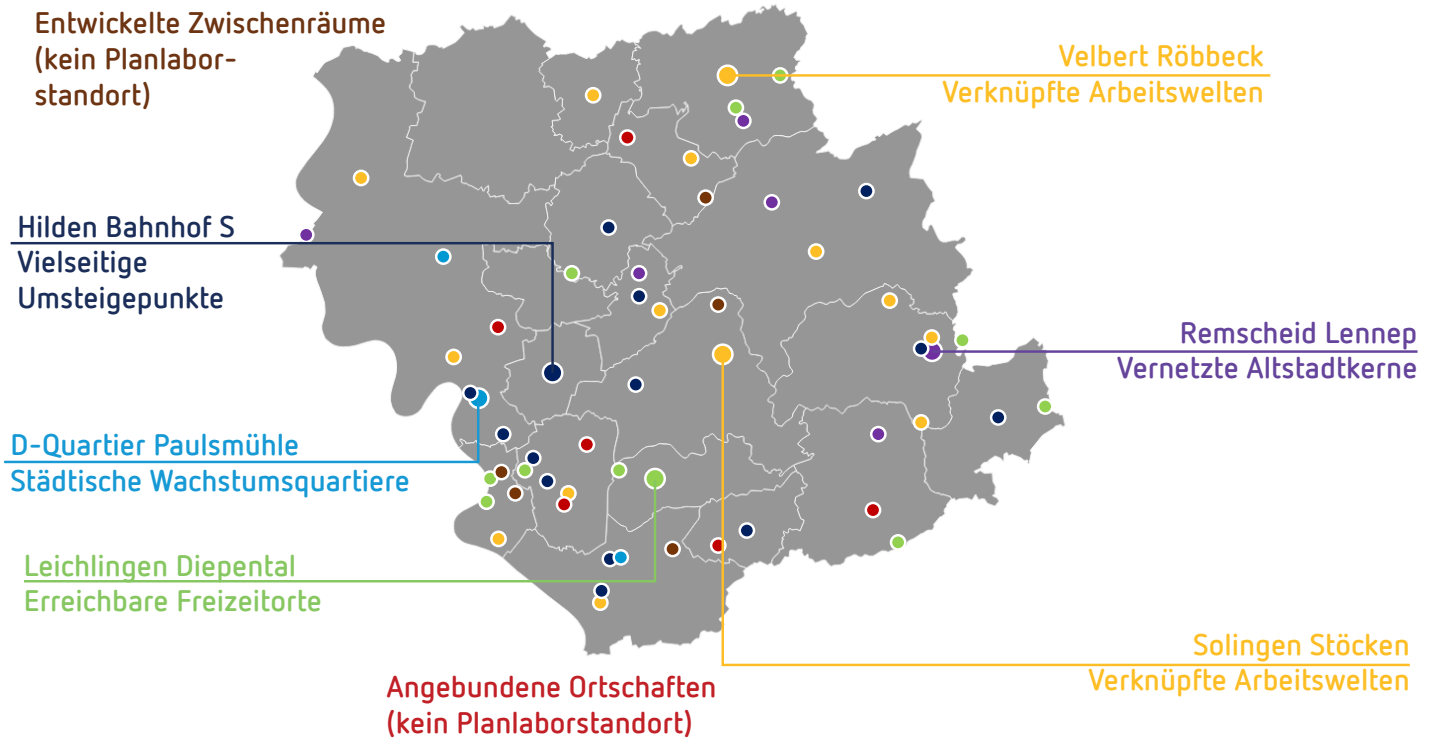 Entwickelte Zwischenräume
(kein Planlabor-
standort)
Velbert Röbbeck
Verknüpfte Arbeitswelten
Hilden Bahnhof S
Vielseitige
Umsteigepunkte
Remscheid Lennep
Vernetzte Altstadtkerne
D-Quartier Paulsmühle
Städtische Wachstumsquartiere
Leichlingen Diepental
Erreichbare Freizeitorte
Solingen Stöcken
Verknüpfte Arbeitswelten
Angebundene Ortschaften
(kein Planlaborstandort)